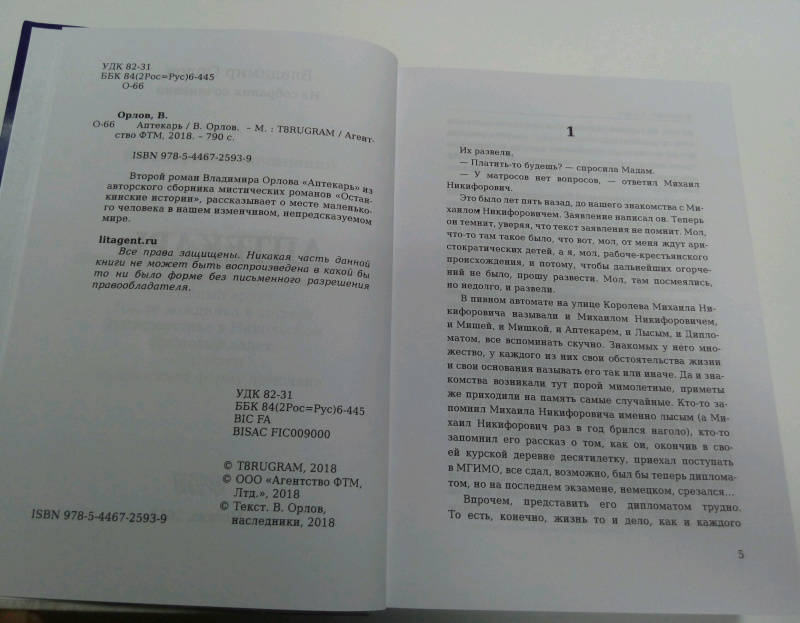 УДК 82-31
ББК 84(2Рос=Рус)6-445
О-66
Орлов, В.
О-66 Аптекарь / В. Орлов. – М. : T8RUGRAM / Агент-
ство ФТМ, 2018. – 790 с.
ISBN 978-5-4467-2593-9
Второй роман Владимира Орлова «Аптекарь» из
авторского сборника мистических романов «Остан-
кинские истории», рассказывает о месте маленько-
го человека в нашем изменчивом, непредсказуемом
мире.
litagent.ru
Все права защищены. Никакая часть данной
книги не может быть воспроизведена в какой бы
то ни было форме без письменного разрешения
правообладателя.
УДК 82-31
ББК 84(2Рос=Рус)6-445
BIC FA
BISAC FIC009000
© T8RUGRAM, 2018
© ООО «Агентство ФТМ,
Лтд.», 2018
© Текст. В. Орлов,
наследники, 2018
ISBN 978-5-4467-2593-9
1
Их развели.
— Платить-то будешь? — спросила Мадам.
— У матросов нет вопросов, — ответил Михаил
Никифорович.
Это было лет пять назад, до нашего знакомства с Ми-
хаилом Никифоровичем. Заявление написал он. Теперь
он темнит, уверяя, что текст заявления не помнит. Мол,
что-то там такое было, что вот, мол, от меня ждут ари-
стократических детей, а я, мол, рабоче-крестьянского
происхождения, и потому, чтобы дальнейших огорче-
ний не было, прошу развести. Мол, там посмеялись,
но недолго, и развели.
В пивном автомате на улице Королева Михаила Ни-
кифоровича называли и Михаилом Никифоровичем,
и Мишей, и Мишкой, и Аптекарем, и Лысым, и Дипло-
матом, все вспоминать скучно. Знакомых у него мно-
жество, у каждого из них свои обстоятельства жизни
и свои основания называть его так или иначе. Да и зна-
комства возникали тут порой мимолетные, приметы
же приходили на память самые случайные. Кто-то за-
помнил Михаила Никифоровича именно лысым (а Ми-
хаил Никифорович раз в год брился наголо), кто-то
запомнил его рассказ о том, как ои, окончив в сво-
ей курской деревне десятилетку, приехал поступать
в МГИМО, все сдал, возможно, был бы теперь диплома-
том, но на последнем экзамене, немецком, срезался...
Впрочем, представить его дипломатом трудно.
То есть, конечно, жизнь то и дело, как и каждого
5